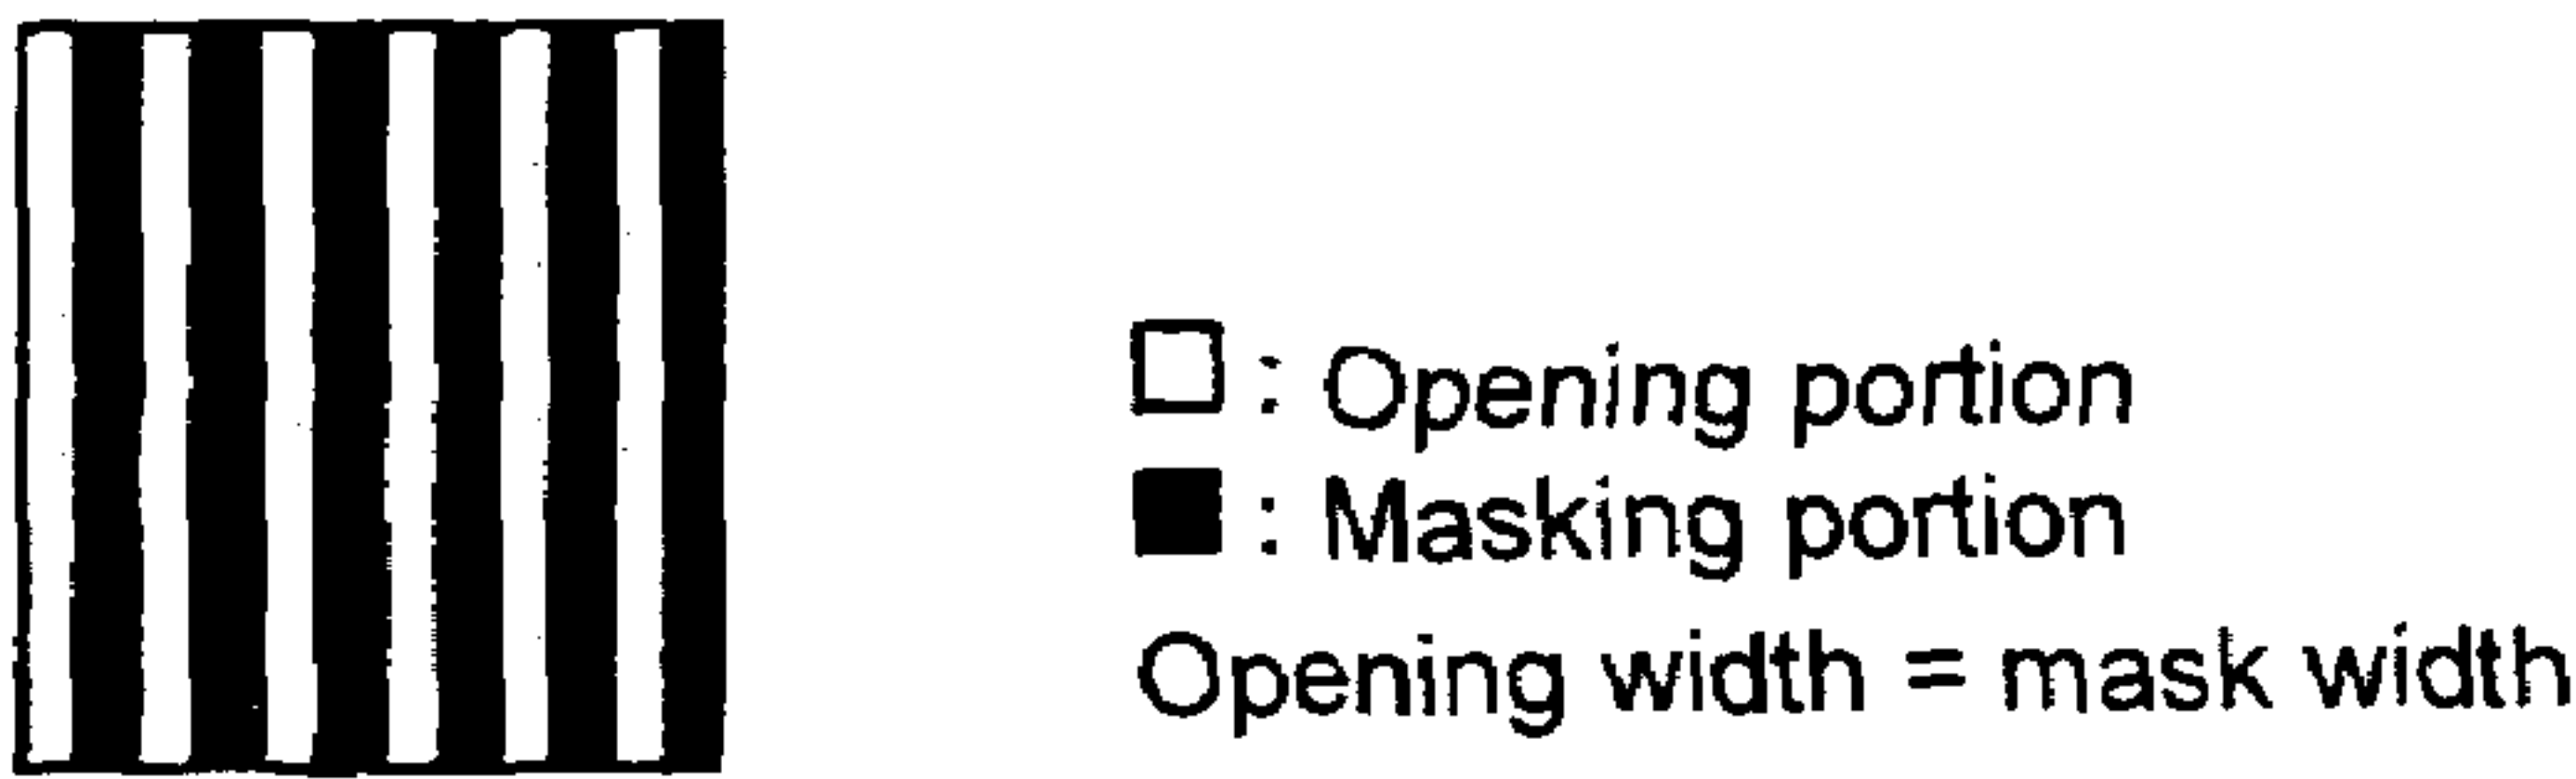 □ : Opening portion
■ : Masking portion
Opening width = mask width